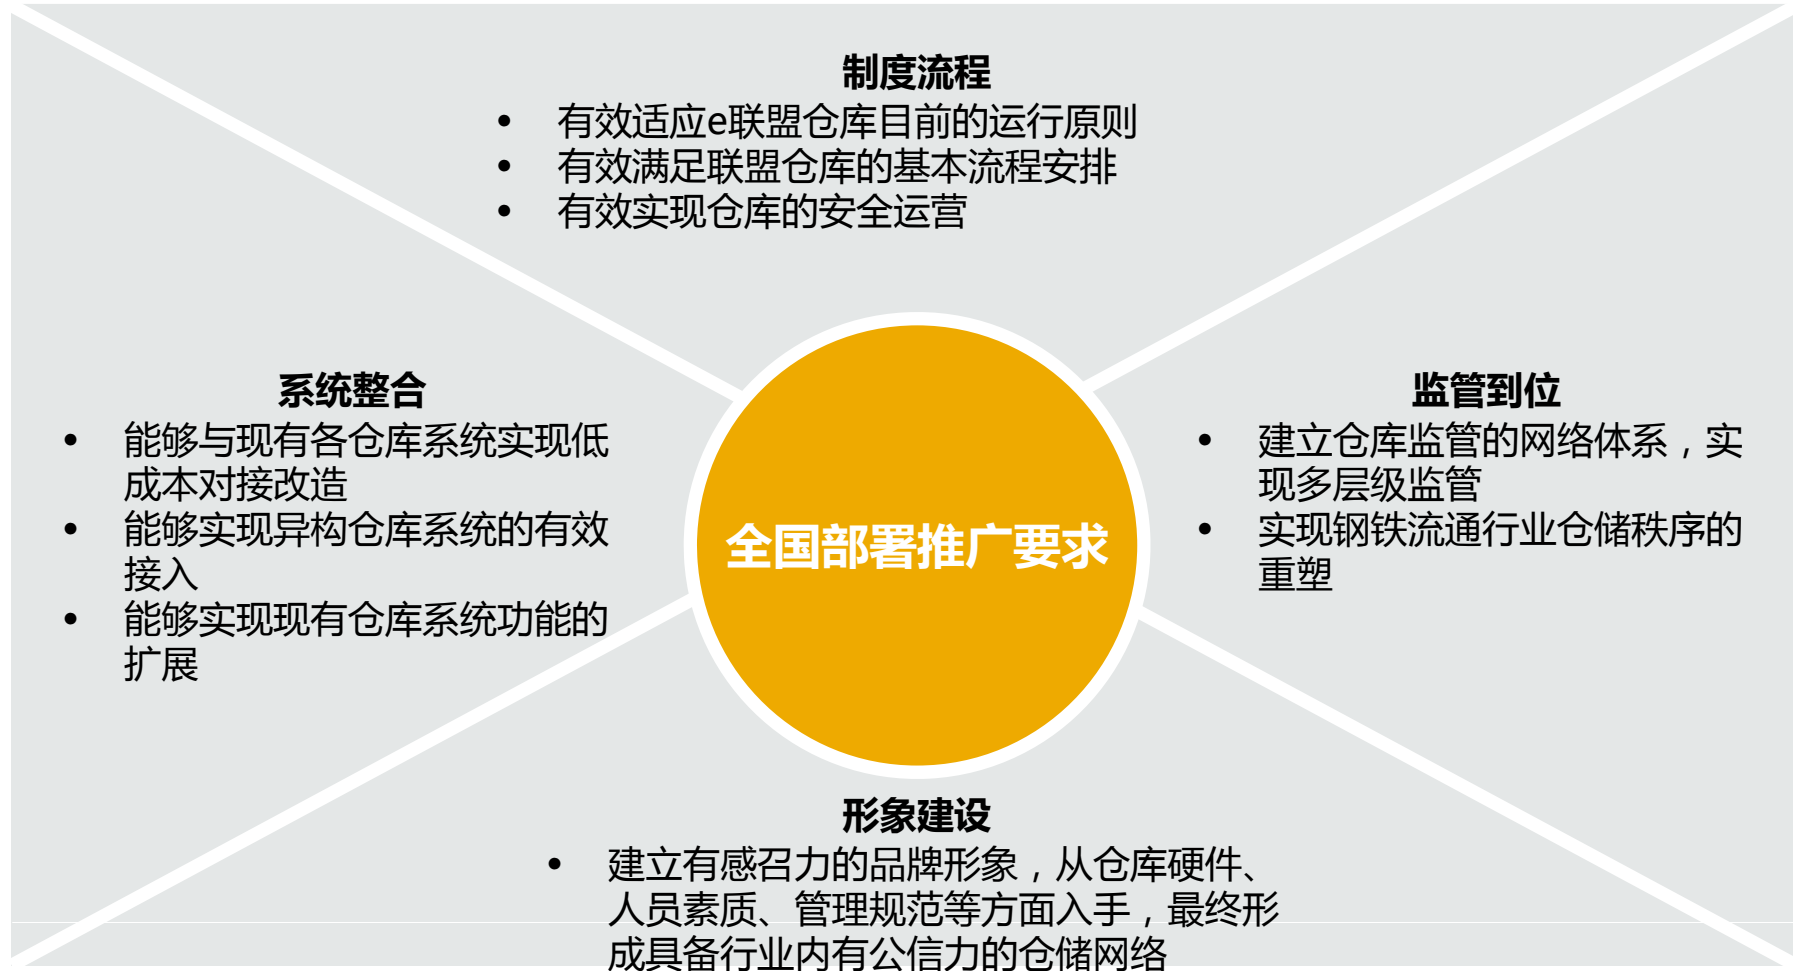 制度流程
• 有效适应e联盟仓库目前的运行原则
• 有效满足联盟仓库的基本流程安排
• 有效实现仓库的安全运营
系统整合
• 能够与现有各仓库系统实现低
成本对接改造
• 能够实现异构仓库系统的有效
接入
• 能够实现现有仓库系统功能的
扩展
全国部署推广要求
监管到位
• 建立仓库监管的网络体系，实
现多层级监管
• 实现钢铁流通行业仓储秩序的
重塑
形象建设
• 建立有感召力的品牌形象，从仓库硬件、
人员素质、管理规范等方面入手，最终形
成具备行业内有公信力的仓储网络